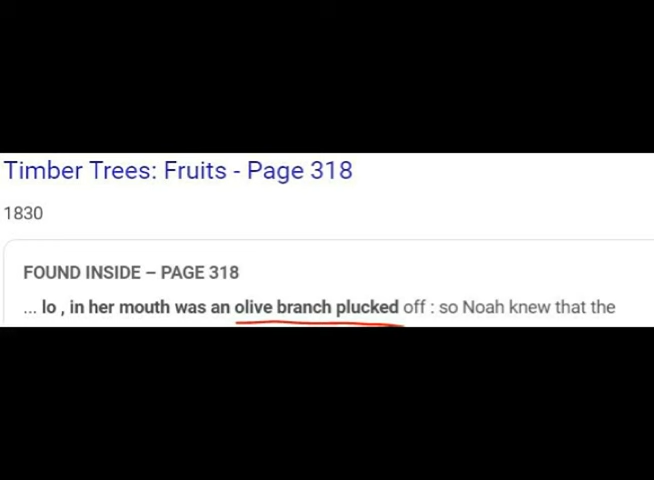 Timber Trees: Fruits - Page 318
1830
FOUND INSIDE – PAGE 318
... lo , in her mouth was an olive branch plucked off : so Noah knew that the